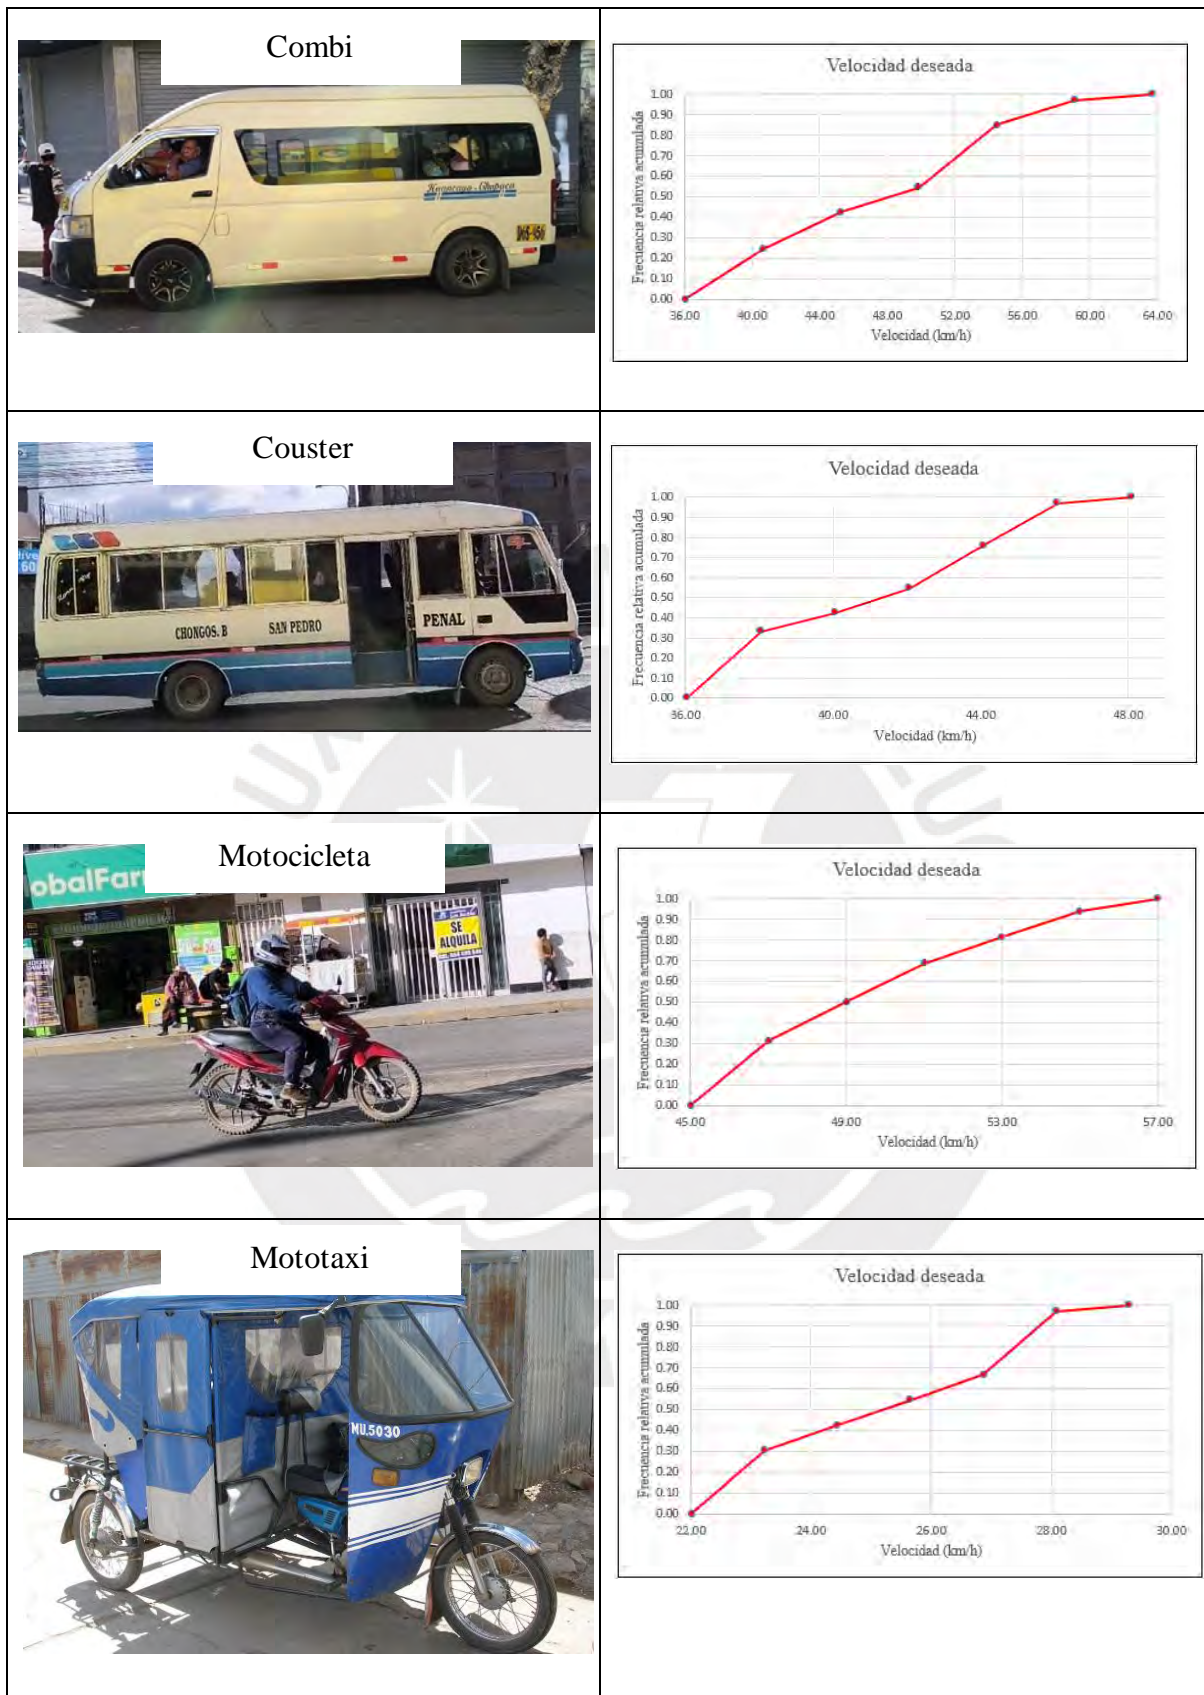 Combi
Huancayo - Chupaca
Velocidad deseada
Frecuencia relativa acumulada
1.00
0.90
0.80
0.70
0.60
0.50
0.40
0.30
0.20
0.10
0.00
36.00 40.00 44.00 48.00 52.00 56.00 60.00 64.00
Velocidad (km/h)
Couster
60
CHONGOS. B
SAN PEDRO
PENAL
Velocidad deseada
Frecuencia relativa acumulada
1.00
0.90
0.80
0.70
0.60
0.50
0.40
0.30
0.20
0.10
0.00
36.00 40.00 44.00 48.00
Velocidad (km/h)
Motocicleta
obalFar
SE
ALQUILA
Velocidad deseada
Frecuencia relativa acumulada
1.00
0.90
0.80
0.70
0.60
0.50
0.40
0.30
0.20
0.10
0.00
45.00 49.00 53.00 57.00
Velocidad (km/h)
Mototaxi
MU.5030
Velocidad deseada
Frecuencia relativa acumulada
1.00
0.90
0.80
0.70
0.60
0.50
0.40
0.30
0.20
0.10
0.00
22.00 24.00 26.00 28.00 30.00
Velocidad (km/h)